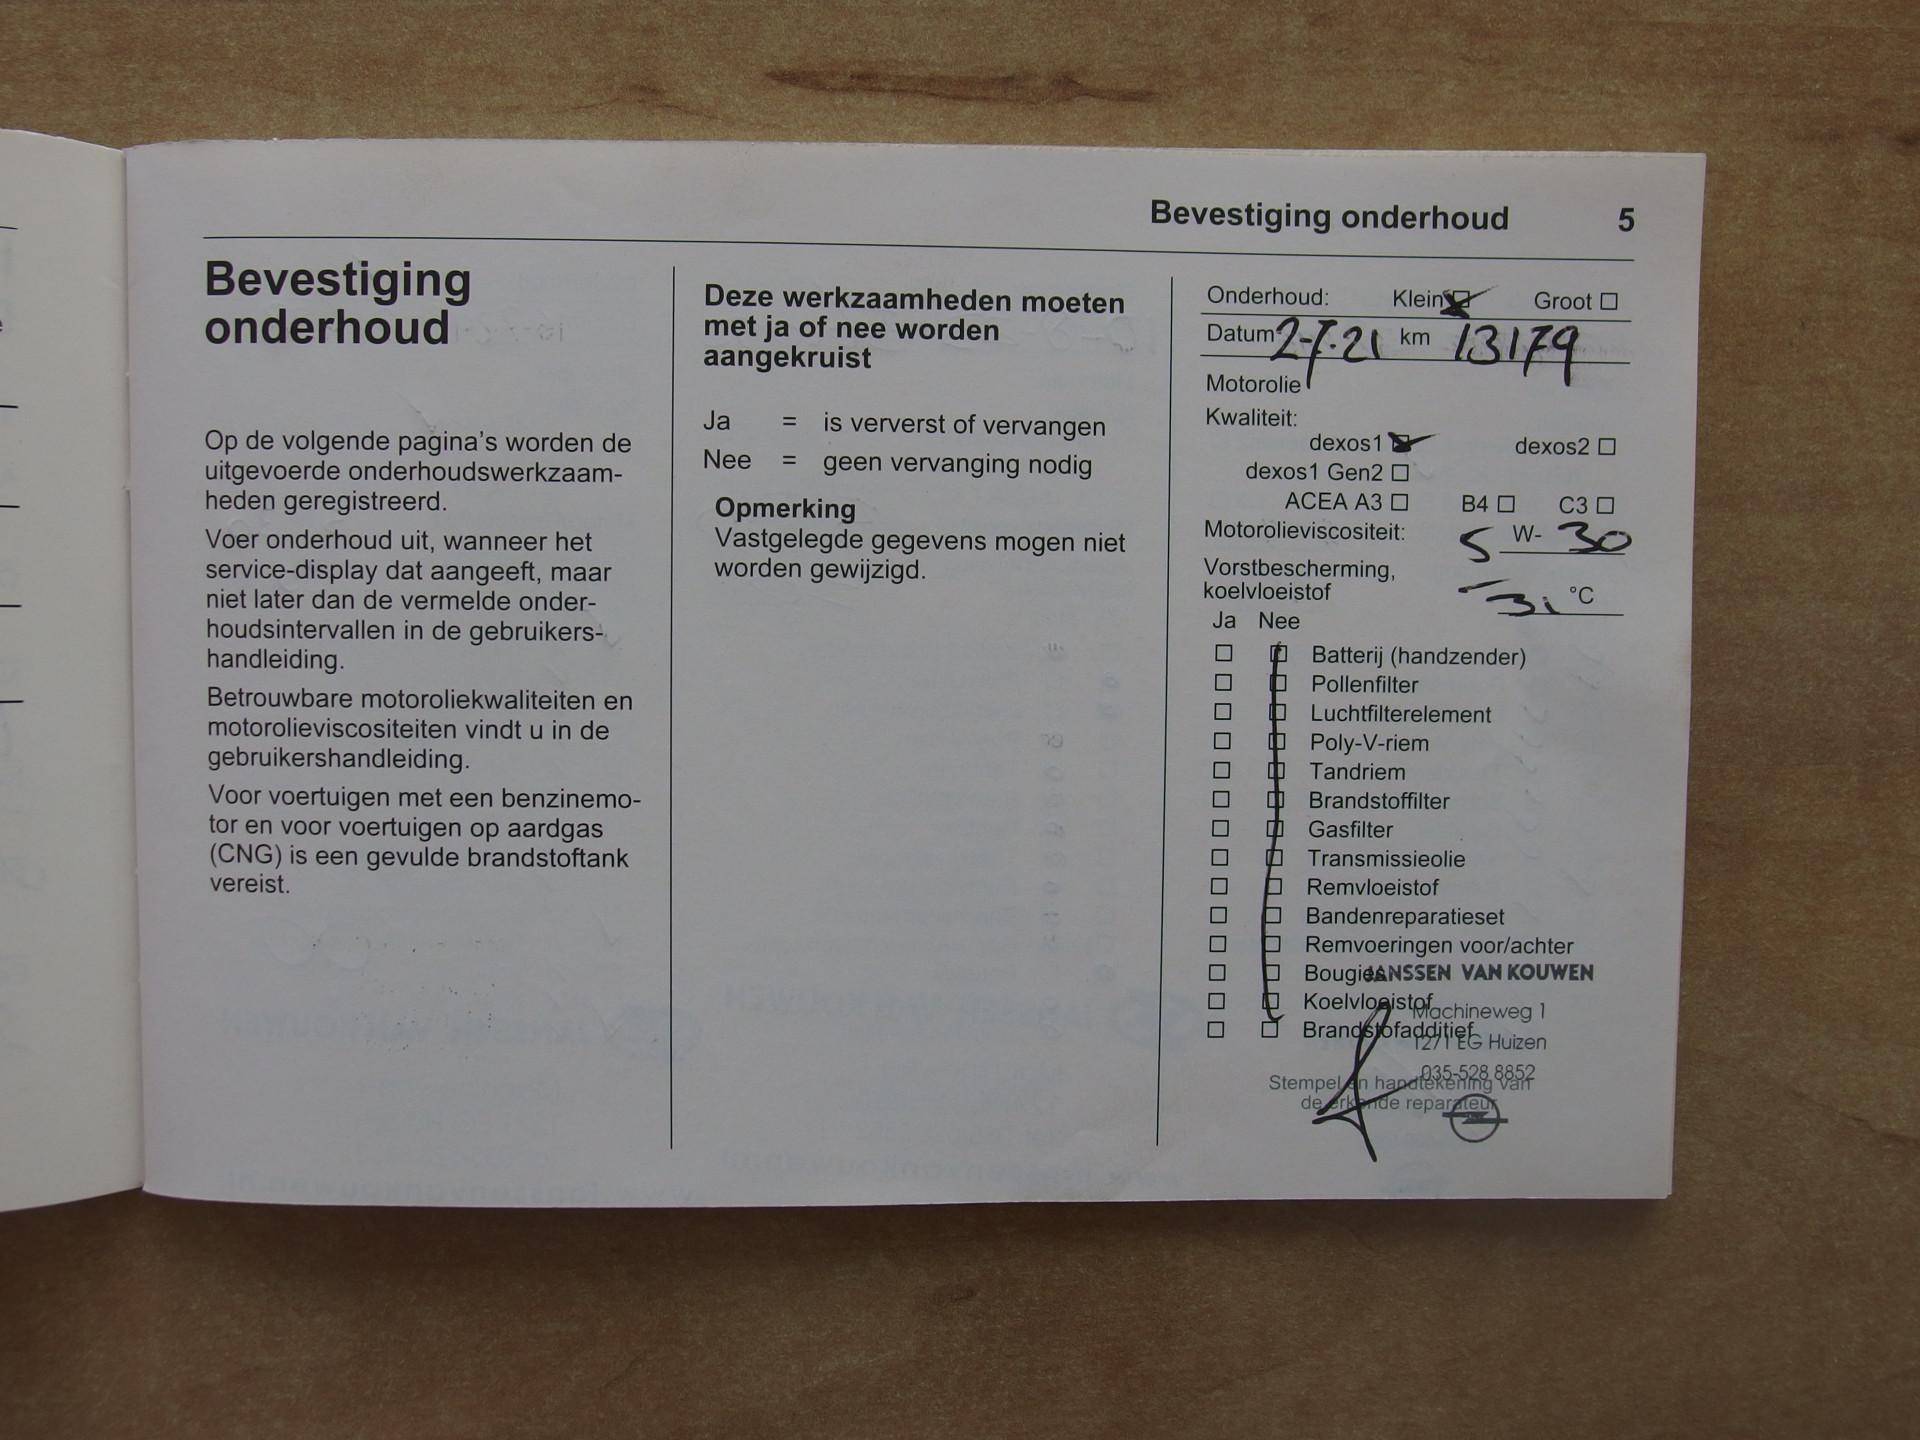 Bevestiging onderhoud 5
Bevestiging
onderhoud
Op de volgende pagina's worden de
uitgevoerde onderhoudswerkzaam-
heden geregistreerd.
Voer onderhoud uit, wanneer het
service-display dat aangeeft, maar
niet later dan de vermelde onder-
houdsintervallen in de gebruikers-
handleiding.
Betrouwbare motoroliekwaliteiten en
motorolieviscositeiten vindt u in de
gebruikershandleiding.
Voor voertuigen met een benzinemo-
tor en voor voertuigen op aardgas
(CNG) is een gevulde brandstoftank
vereist.
Deze werkzaamheden moeten
met ja of nee worden
aangekruist
Ja = is ververst of vervangen
Nee = geen vervanging nodig
Opmerking
Vastgelegde gegevens mogen niet
worden gewijzigd.
Onderhoud: Klein Groot
Datum 2-7-21 km 13179
Motorolie
Kwaliteit:
dexos1 dexos2
dexos1 Gen2
ACEA A3 B4 C3
Motorolieviscositeit: 5 W- 30
Vorstbescherming,
koelvloeistof -31 °C
Ja Nee
Batterij (handzender)
Pollenfilter
Luchtfilterelement
Poly-V-riem
Tandriem
Brandstoffilter
Gasfilter
Transmissieolie
Remvloeistof
Bandenreparatieset
Remvoeringen voor/achter
Bougies
Koelvloeistof
Brandstofadditief
JANSSEN VAN KOUWEN
Machineweg 1
1271 EG Huizen
035-528 8852
Stempel en handtekening van
de erkende reparateur